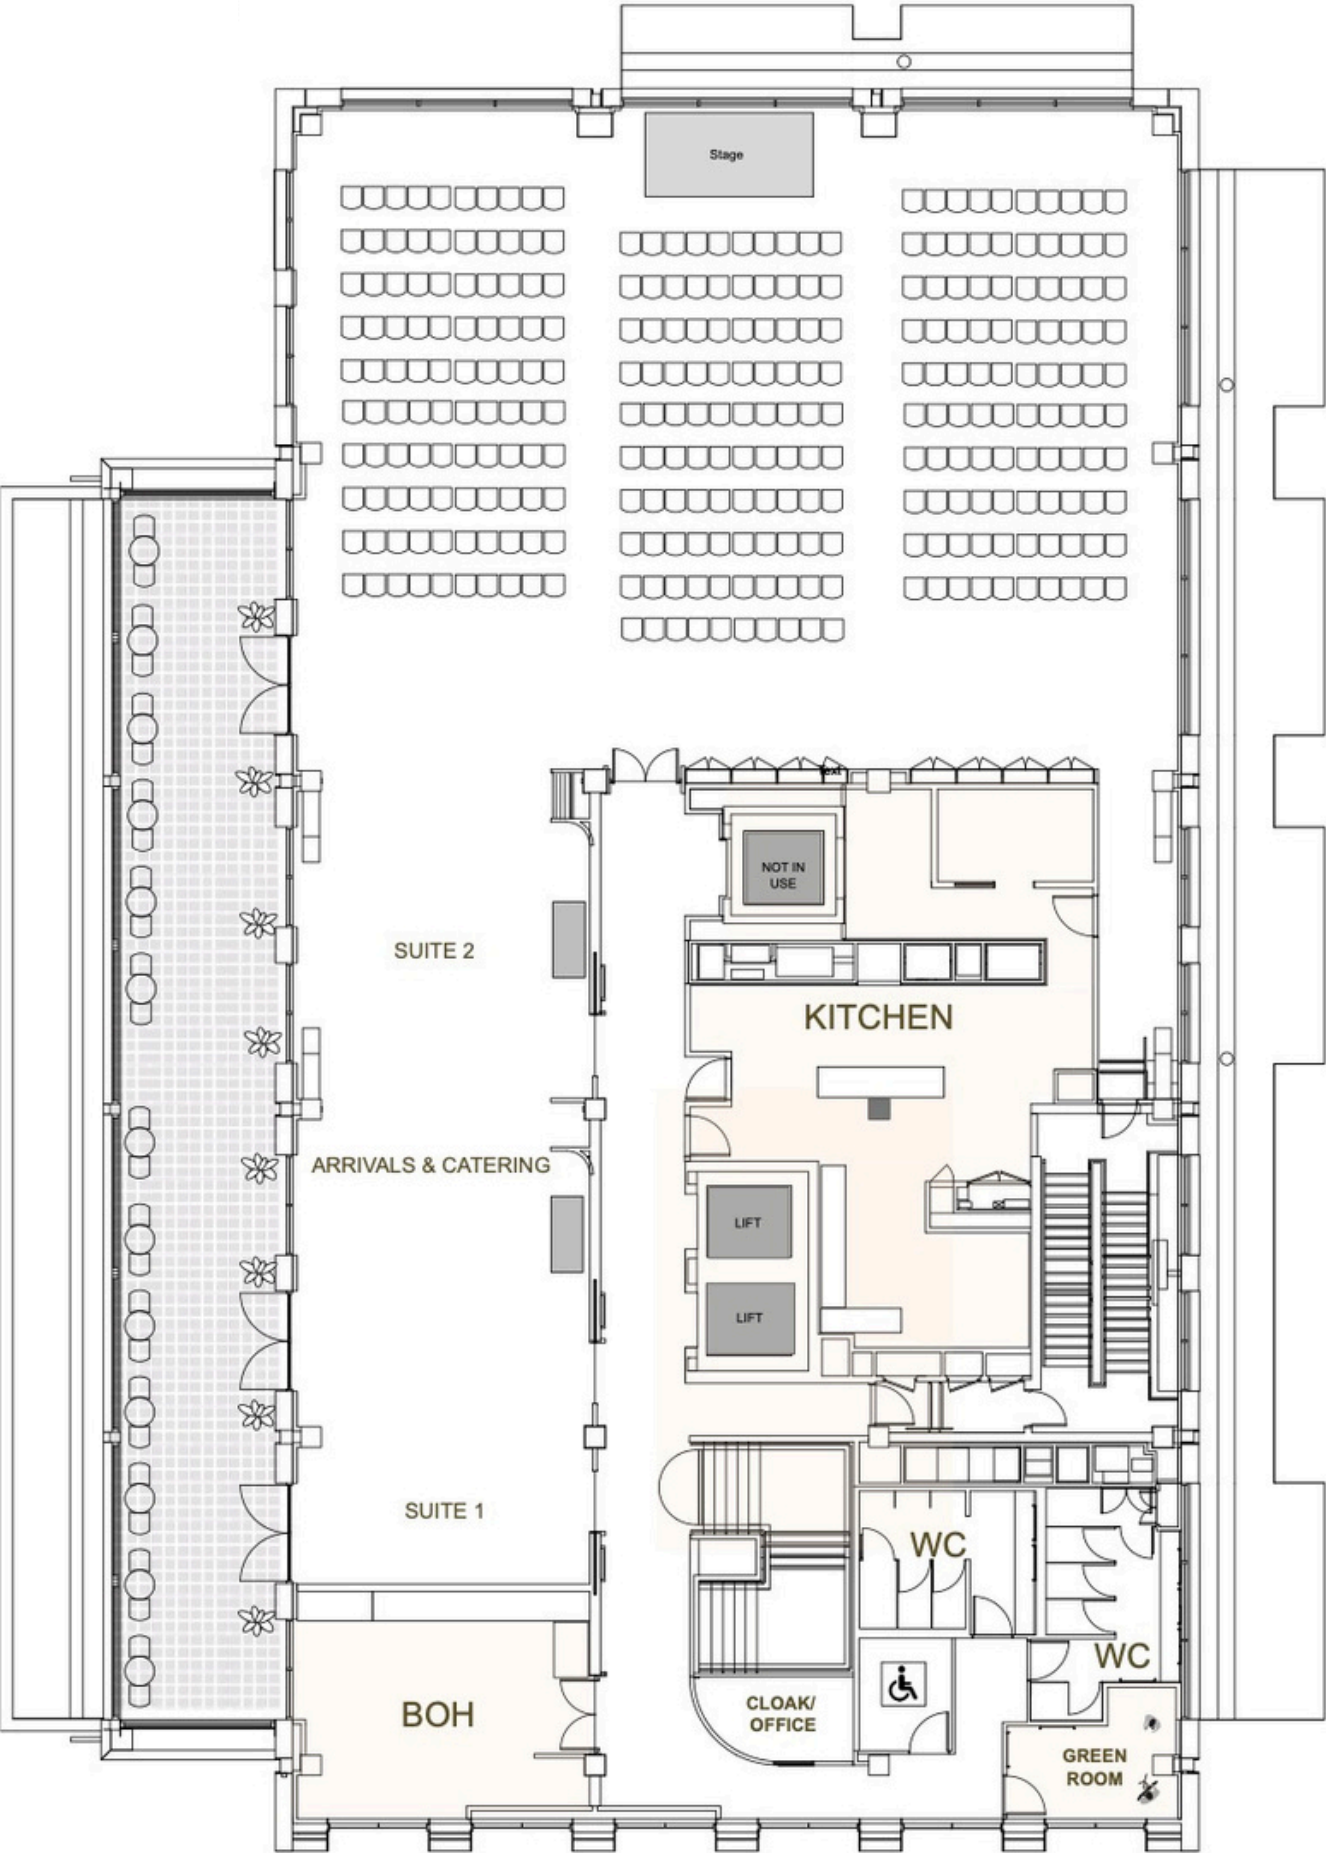 Stage
Text
NOT IN
USE
SUITE 2
KITCHEN
ARRIVALS & CATERING
LIFT
LIFT
SUITE 1
WC
WC
BOH
CLOAK/
OFFICE
GREEN
ROOM